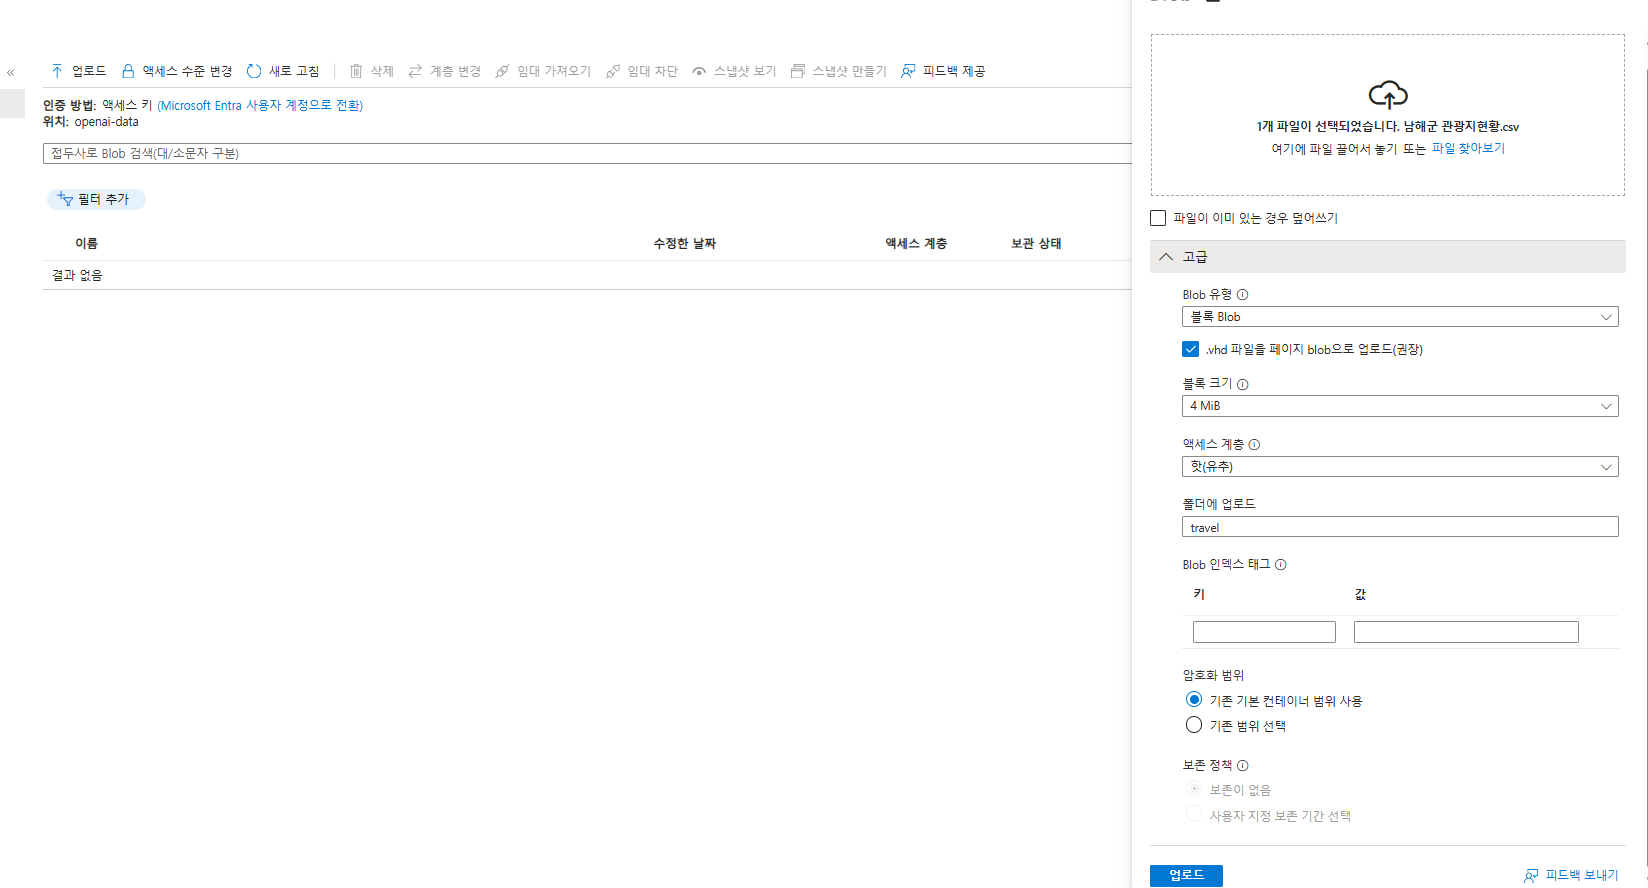 업로드 액세스 수준 변경 새로 고침 삭제 계층 변경 임대 가져오기 임대 차단 스냅샷 보기 스냅샷 만들기 피드백 제공
인증 방법: 액세스 키 (Microsoft Entra 사용자 계정으로 전환)
위치: openai-data
접두사로 Blob 검색(대/소문자 구분)
필터 추가
이름 수정한 날짜 액세스 계층 보관 상태
결과 없음
1개 파일이 선택되었습니다. 남해군 관광지현황.csv
여기에 파일 끌어서 놓기 또는 파일 찾아보기
파일이 이미 있는 경우 덮어쓰기
고급
Blob 유형
블록 Blob
.vhd 파일을 페이지 blob으로 업로드(권장)
블록 크기
4 MiB
액세스 계층
핫(유추)
폴더에 업로드
travel
Blob 인덱스 태그
키 값
암호화 범위
기존 기본 컨테이너 범위 사용
기존 범위 선택
보존 정책
보존이 없음
사용자 지정 보존 기간 선택
업로드 피드백 보내기